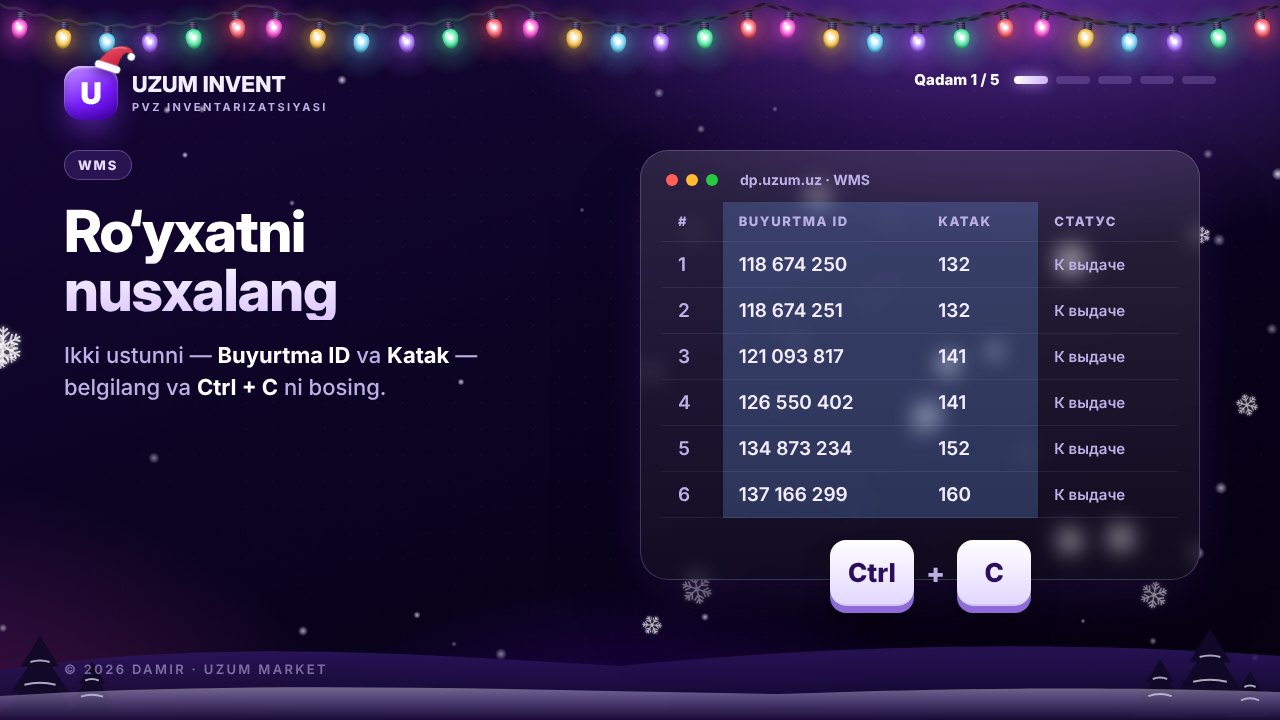 U
UZUM INVENT
PVZ INVENTARIZATSIYASI
Qadam 1 / 5
WMS
Ro‘yxatni
nusxalang
Ikki ustunni — Buyurtma ID va Katak —
belgilang va Ctrl + C ni bosing.
dp.uzum.uz · WMS
# BUYURTMA ID KATAK СТАТУС
1 118 674 250 132 К выдаче
2 118 674 251 132 К выдаче
3 121 093 817 141 К выдаче
4 126 550 402 141 К выдаче
5 134 873 234 152 К выдаче
6 137 166 299 160 К выдаче
Ctrl + C
© 2026 DAMIR · UZUM MARKET